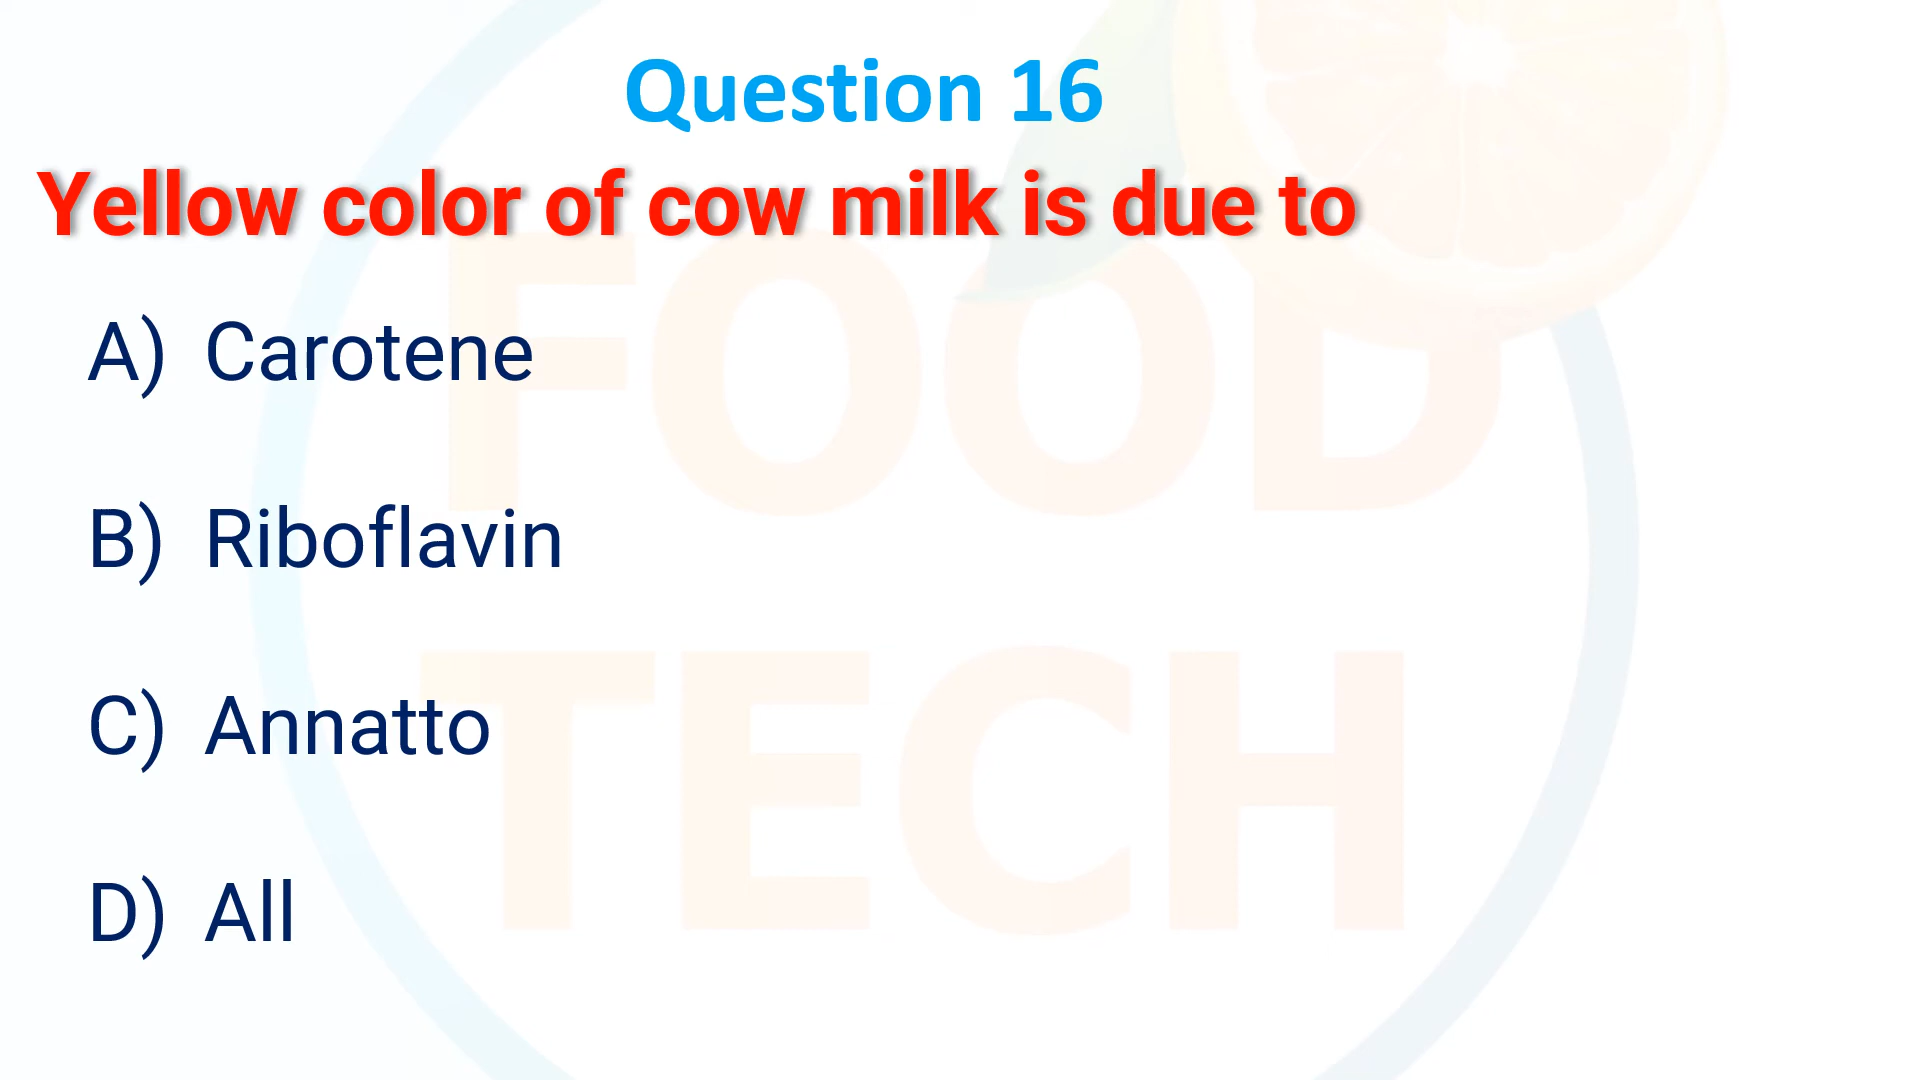 Question 16
Yellow color of cow milk is due to
A) Carotene
B) Riboflavin
C) Annatto
D) All
FOOD
TECH